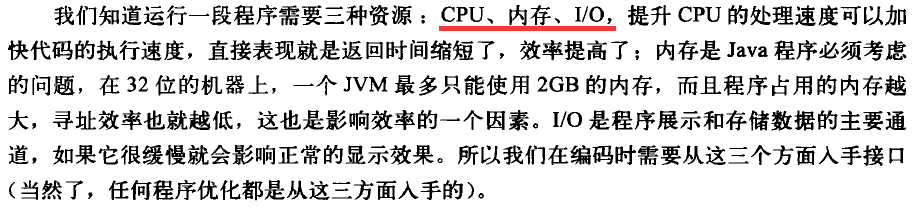 我们知道运行一段程序需要三种资源：CPU、内存、I/O，提升 CPU 的处理速度可以加
快代码的执行速度，直接表现就是返回时间缩短了，效率提高了；内存是 Java 程序必须考虑
的问题，在 32 位的机器上，一个 JVM 最多只能使用 2GB 的内存，而且程序占用的内存越
大，寻址效率也就越低，这也是影响效率的一个因素。I/O 是程序展示和存储数据的主要通
道，如果它很缓慢就会影响正常的显示效果。所以我们在编码时需要从这三个方面入手接口
（当然了，任何程序优化都是从这三方面入手的）。